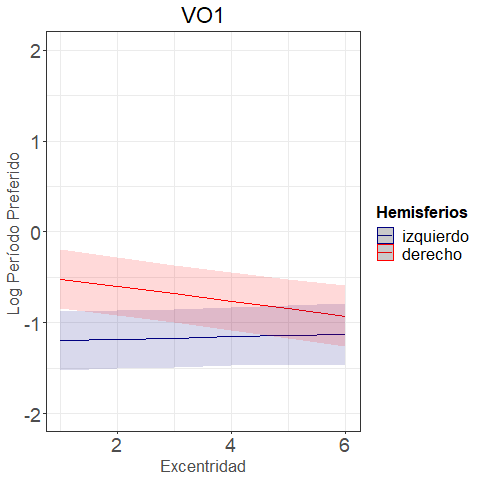 VO1
Log Período Preferido
2
1
0
-1
-2
2
4
6
Excentridad
Hemisferios
izquierdo
derecho